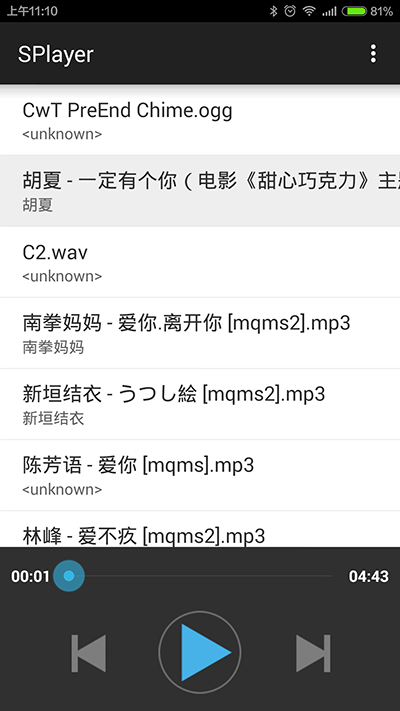 上午11:10
81%
SPlayer
CwT PreEnd Chime.ogg
<unknown>
胡夏 - 一定有个你 ( 电影《甜心巧克力》主
胡夏
C2.wav
<unknown>
南拳妈妈 - 爱你.离开你 [mqms2].mp3
南拳妈妈
新垣结衣 - うつし絵 [mqms2].mp3
新垣结衣
陈芳语 - 爱你 [mqms].mp3
<unknown>
林峰 - 爱不疚 [mqms2].mp3
00:01
04:43